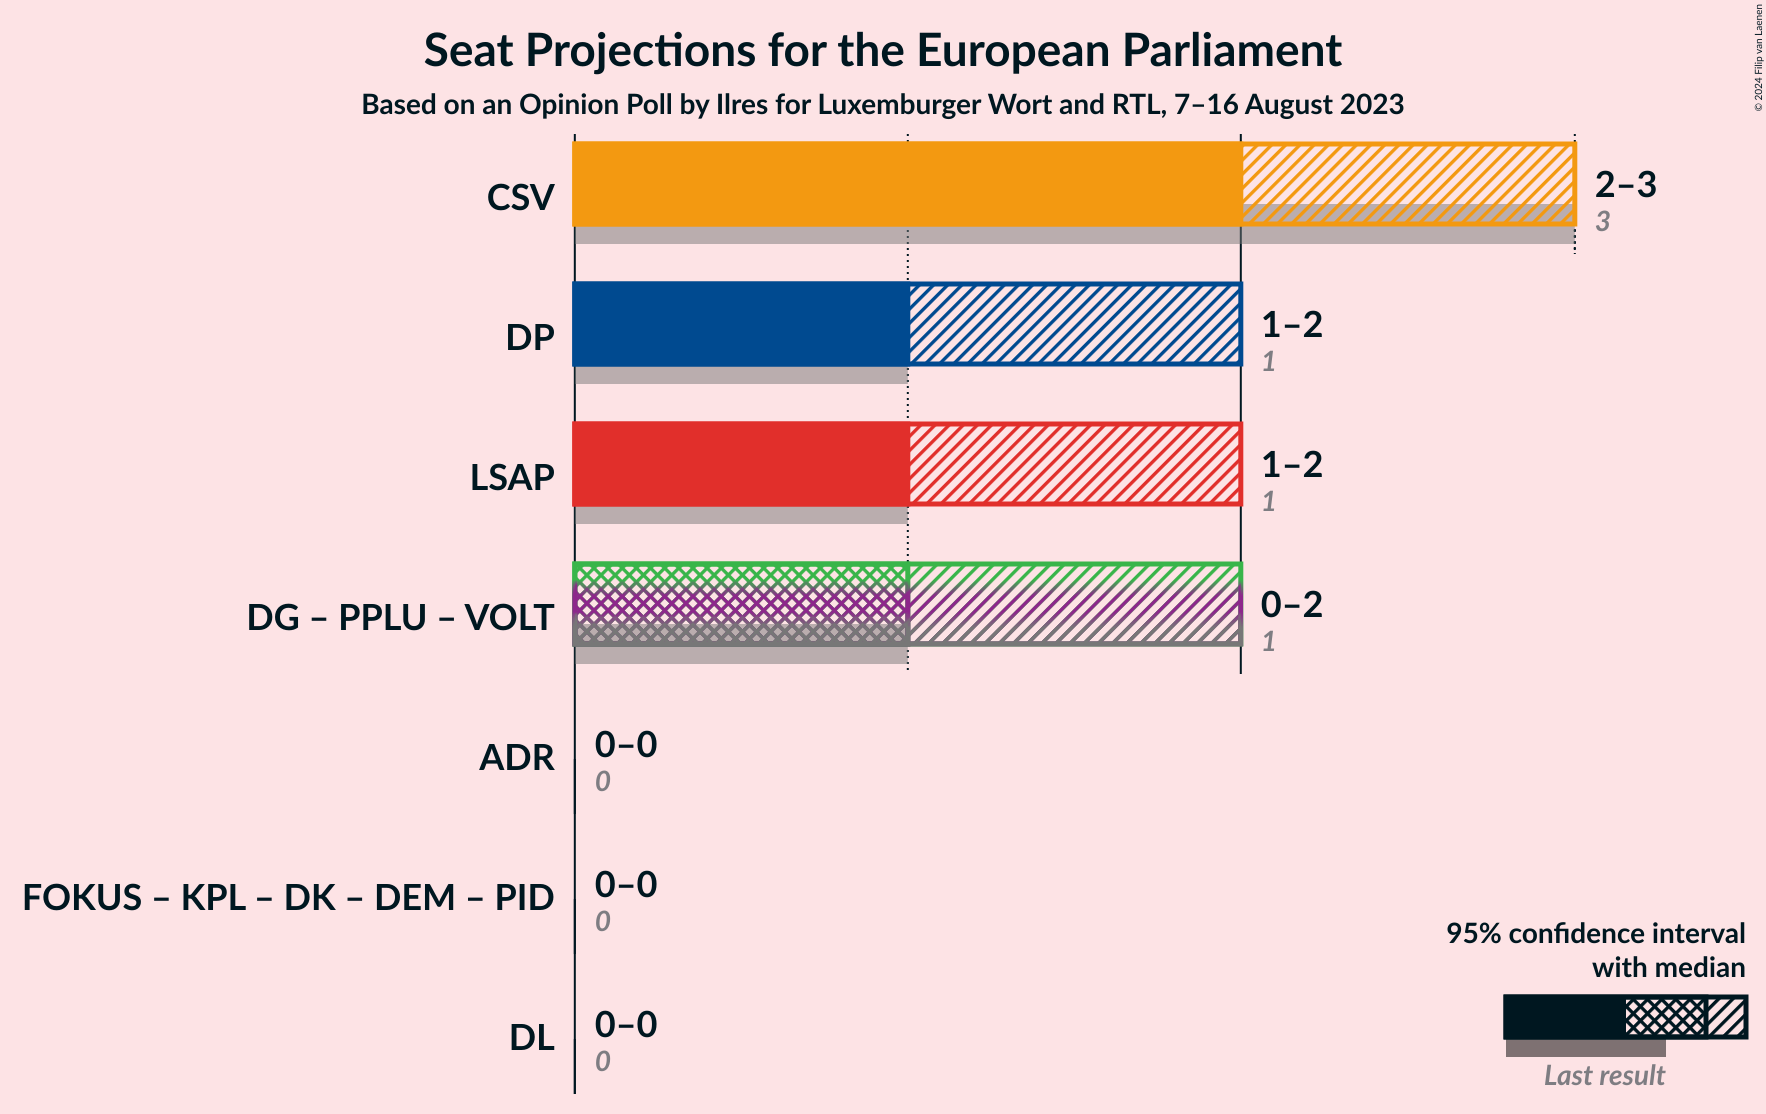 Seat Projections for the European Parliament
Based on an Opinion Poll by Ilres for Luxemburger Wort and RTL, 7–16 August 2023
© 2024 Filip van Laenen
CSV
2–3
3
DP
1–2
1
LSAP
1–2
1
DG – PPLU – VOLT
0–2
1
ADR
0–0
0
FOKUS – KPL – DK – DEM – PID
0–0
0
DL
0–0
0
95% confidence interval
with median
Last result